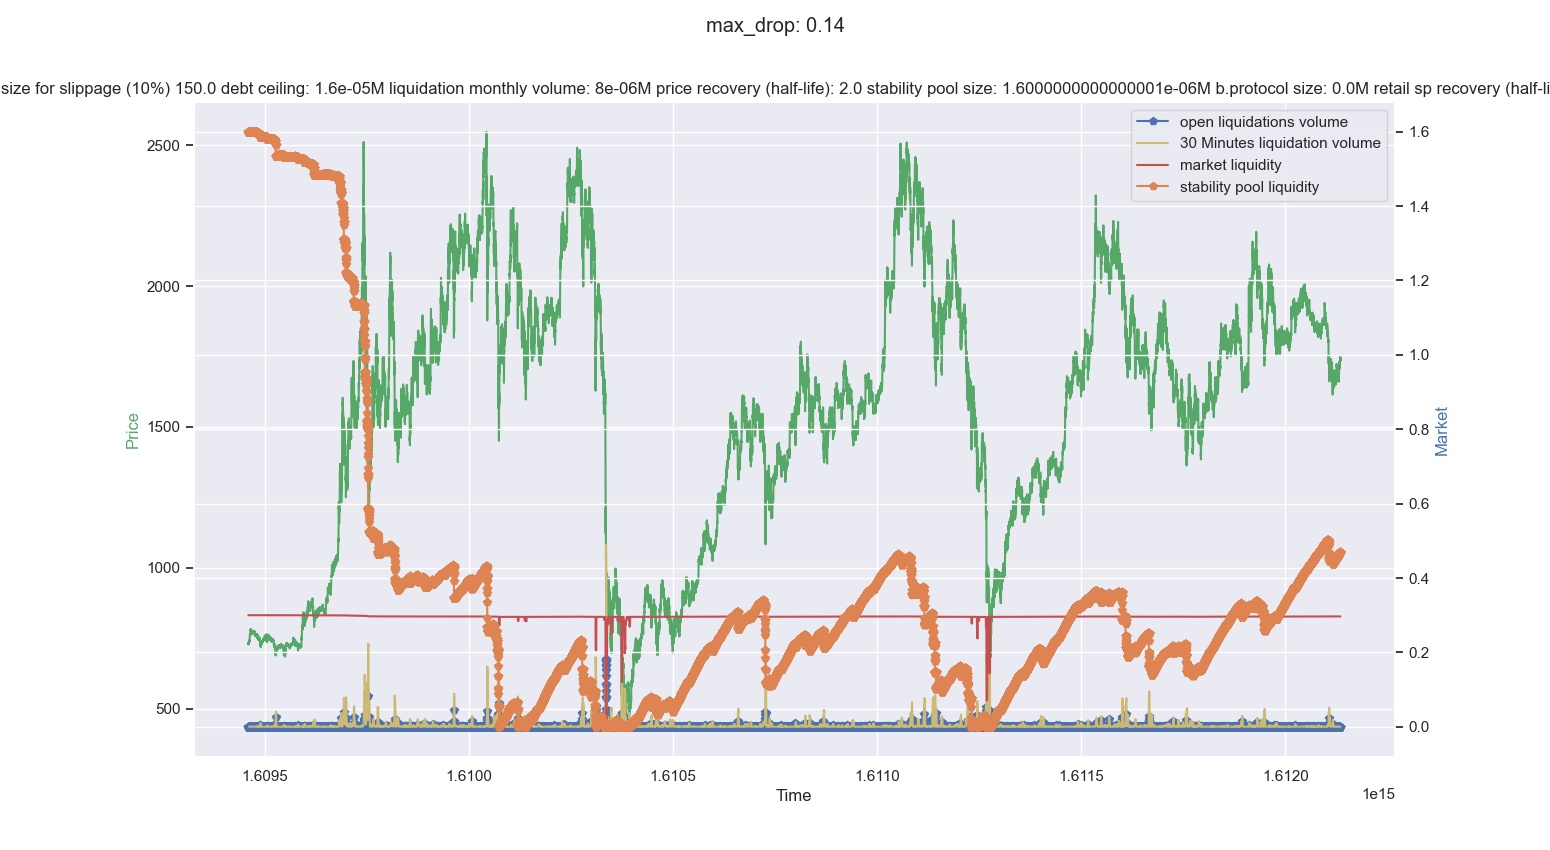 max_drop: 0.14
size for slippage (10%) 150.0 debt ceiling: 1.6e-05M liquidation monthly volume: 8e-06M price recovery (half-life): 2.0 stability pool size: 1.6000000000000001e-06M b.protocol size: 0.0M retail sp recovery (half-li
open liquidations volume
30 Minutes liquidation volume
market liquidity
stability pool liquidity
2500
2000
1500
1000
500
Price
1.6
1.4
1.2
1.0
0.8
0.6
0.4
0.2
0.0
Market
1.6095
1.6100
1.6105
1.6110
1.6115
1.6120
1e15
Time